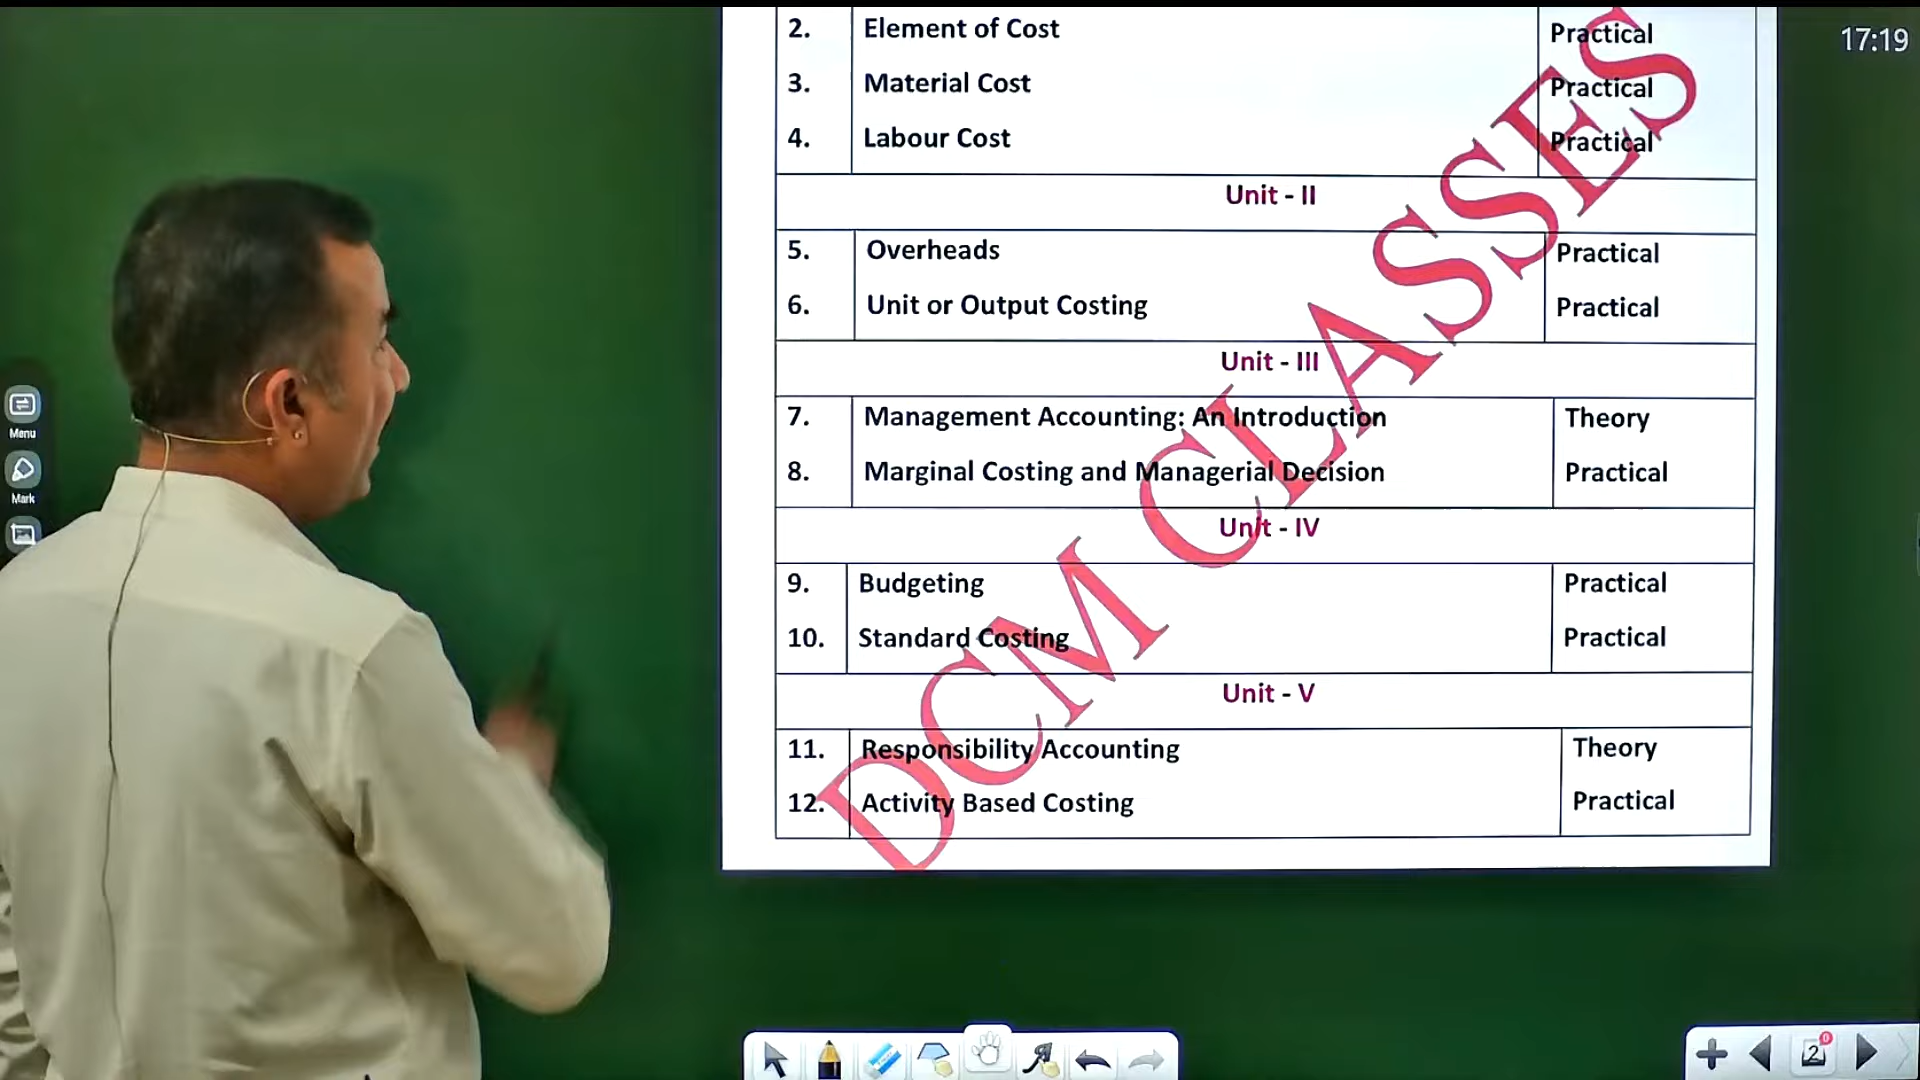 17:19
2. Element of Cost Practical
3. Material Cost Practical
4. Labour Cost Practical
Unit - II
5. Overheads Practical
6. Unit or Output Costing Practical
Unit - III
7. Management Accounting: An Introduction Theory
8. Marginal Costing and Managerial Decision Practical
Unit - IV
9. Budgeting Practical
10. Standard Costing Practical
Unit - V
11. Responsibility Accounting Theory
12. Activity Based Costing Practical
DCM CLASSES
Menu
Mark
2
0